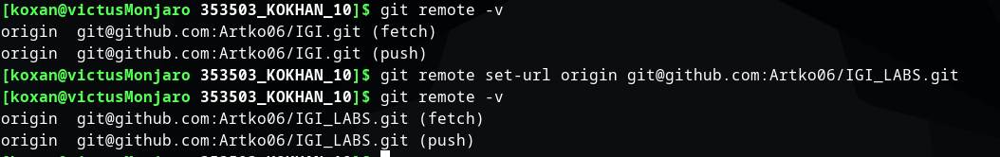 [koxan@victusMonjaro 353503_KOKHAN_10]$ git remote -v
origin  git@github.com:Artko06/IGI.git (fetch)
origin  git@github.com:Artko06/IGI.git (push)
[koxan@victusMonjaro 353503_KOKHAN_10]$ git remote set-url origin git@github.com:Artko06/IGI_LABS.git
[koxan@victusMonjaro 353503_KOKHAN_10]$ git remote -v
origin  git@github.com:Artko06/IGI_LABS.git (fetch)
origin  git@github.com:Artko06/IGI_LABS.git (push)